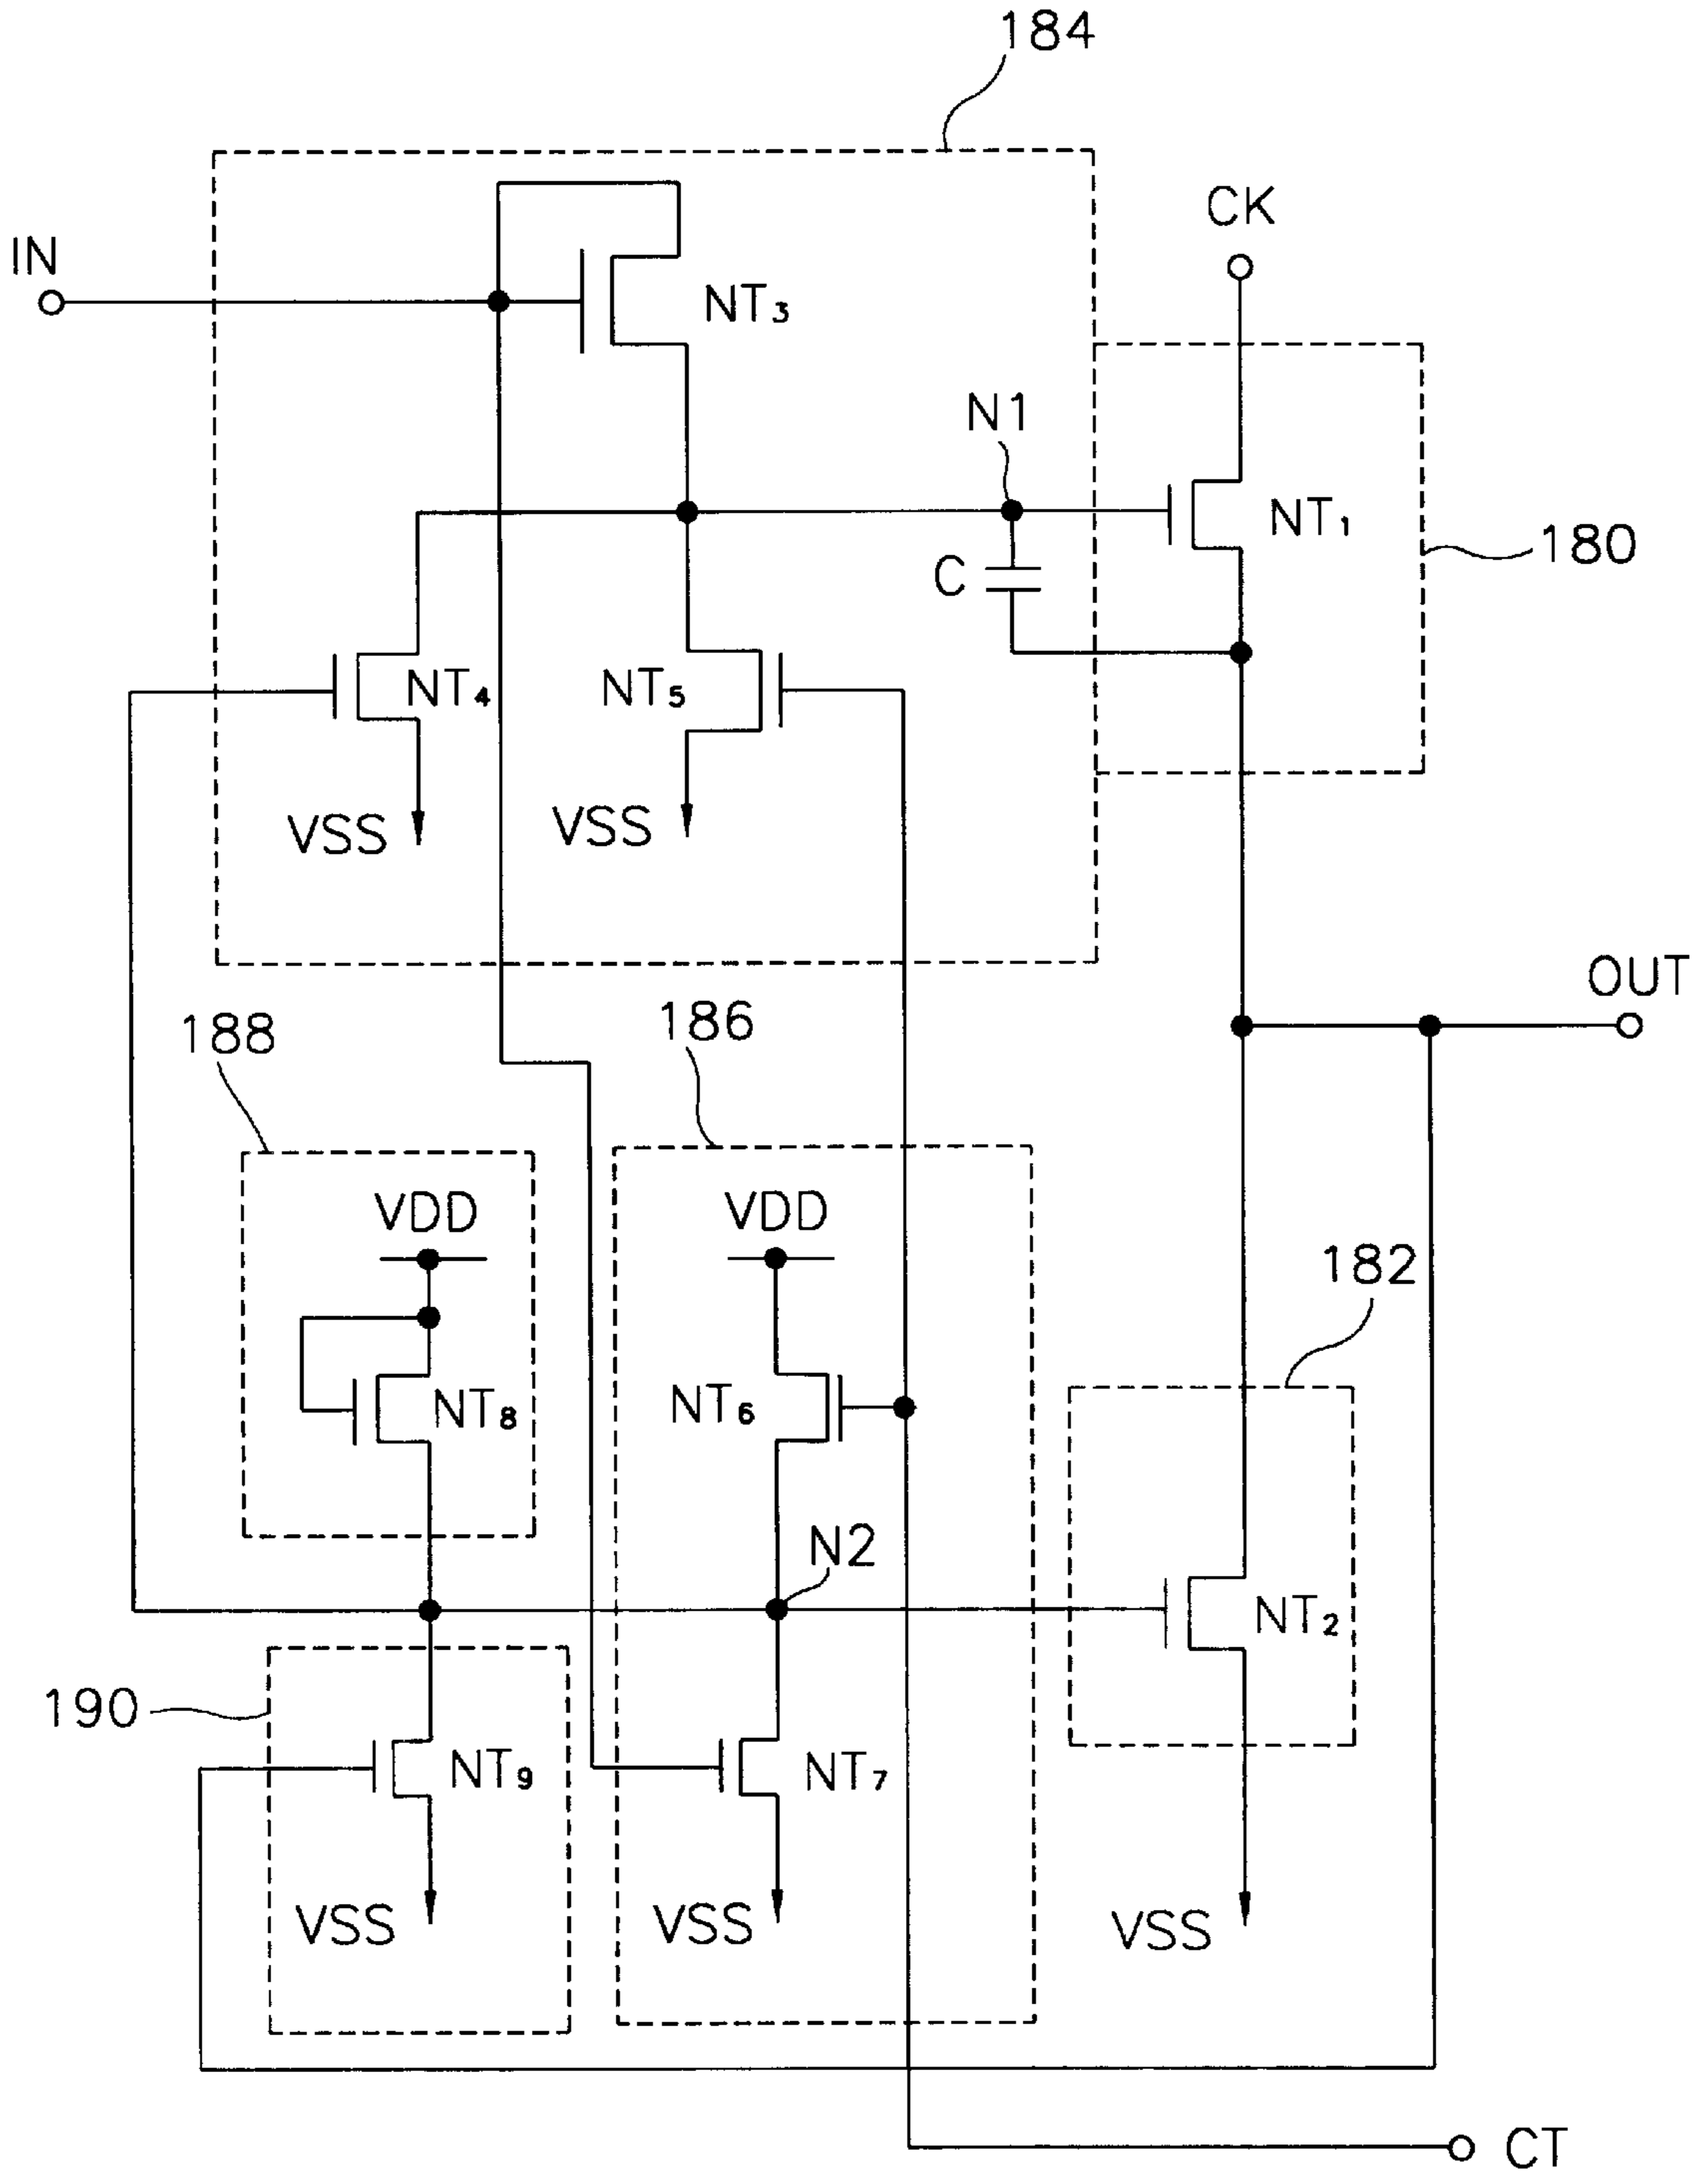 184
CK
IN
NT3
N1
NT1
180
C
NT4
NT5
VSS
VSS
OUT
188
186
VDD
VDD
182
NT8
NT6
N2
NT2
190
NT9
NT7
VSS
VSS
VSS
CT